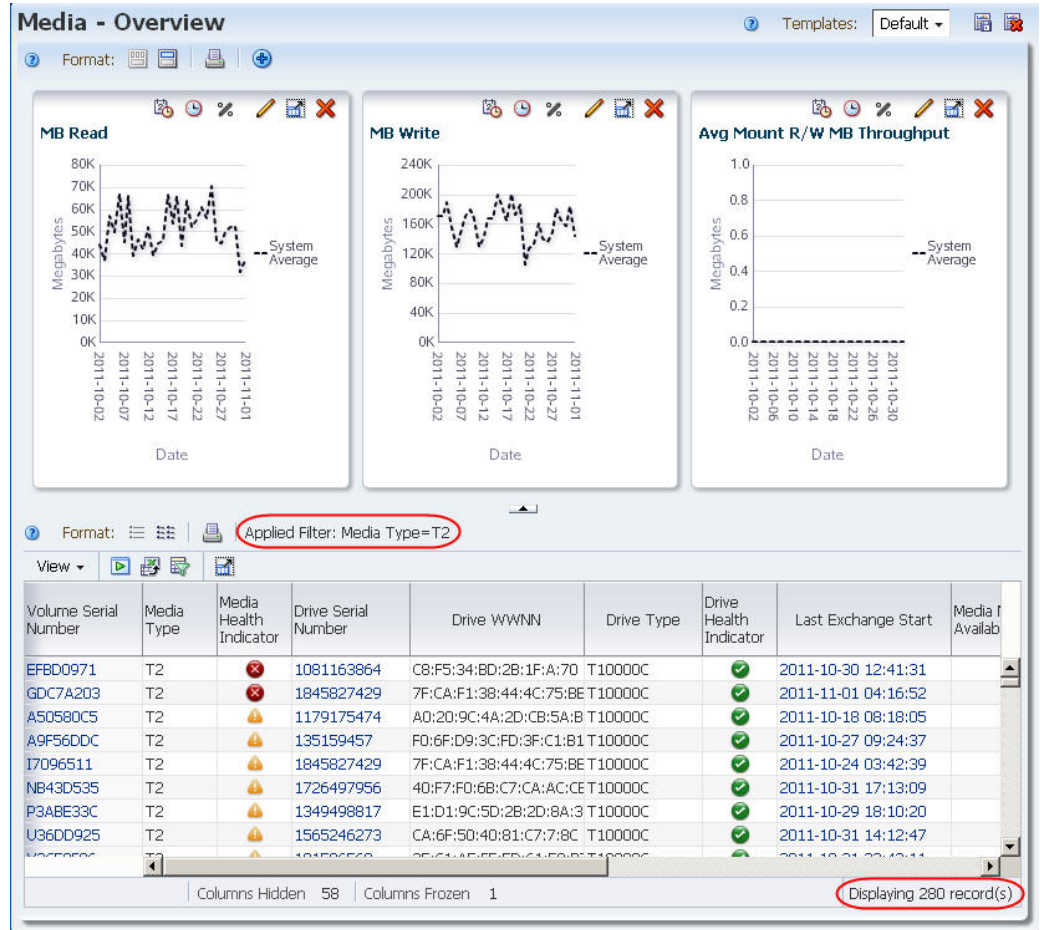 Media - Overview
Templates: Default
Format:
MB Read
80K
70K
60K
50K
40K
30K
20K
10K
0K
Megabytes
System
Average
2011-10-02
2011-10-07
2011-10-12
2011-10-17
2011-10-22
2011-10-27
2011-11-01
Date
MB Write
240K
200K
160K
120K
80K
40K
0K
Megabytes
System
Average
2011-10-02
2011-10-07
2011-10-12
2011-10-17
2011-10-22
2011-10-27
2011-11-01
Date
Avg Mount R/W MB Throughput
1.0
0.8
0.6
0.4
0.2
0.0
Megabytes
System
Average
2011-10-02
2011-10-06
2011-10-10
2011-10-14
2011-10-18
2011-10-22
2011-10-26
2011-10-30
Date
Format: Applied Filter: Media Type=T2
View
Volume Serial Number Media Type Media Health Indicator Drive Serial Number Drive WWNN Drive Type Drive Health Indicator Last Exchange Start Media Availab
EFBD0971 T2 1081163864 C8:F5:34:BD:2B:1F:A:70 T10000C 2011-10-30 12:41:31
GDC7A203 T2 1845827429 7F:CA:F1:38:44:4C:75:BE T10000C 2011-11-01 04:16:52
A50580C5 T2 1179175474 A0:20:9C:4A:2D:CB:5A:B T10000C 2011-10-18 08:18:05
A9F56DDC T2 135159457 F0:6F:D9:3C:FD:3F:C1:B1 T10000C 2011-10-27 09:24:37
I7096511 T2 1845827429 7F:CA:F1:38:44:4C:75:BE T10000C 2011-10-24 03:42:39
NB43D535 T2 1726497956 40:F7:F0:6B:C7:CA:AC:CE T10000C 2011-10-31 17:13:09
P3ABE33C T2 1349498817 E1:D1:9C:5D:2B:2D:8A:3 T10000C 2011-10-29 18:10:20
U36DD925 T2 1565246273 CA:6F:50:40:81:C7:7:8C T10000C 2011-10-31 14:12:47
Columns Hidden 58 Columns Frozen 1 Displaying 280 record(s)